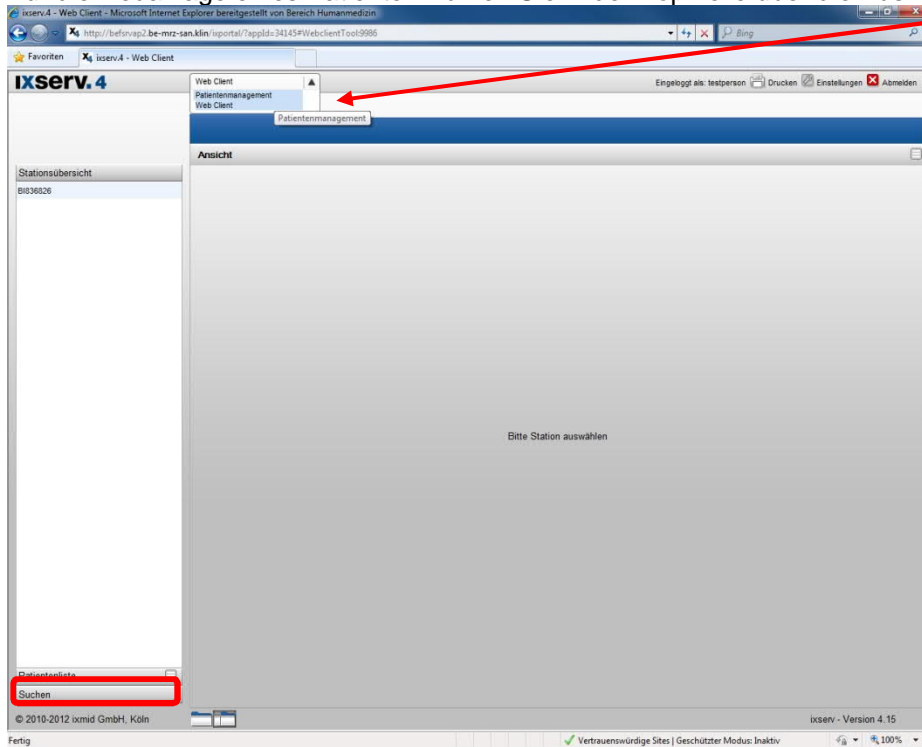 ixserv.4 - Web Client - Microsoft Internet Explorer bereitgestellt von Bereich Humanmedizin
http://befsrvap2.be-mrz-san.klin/ixportal/?appId=34145#WebclientTool:9986
Bing
Favoriten
ixserv.4 - Web Client
ixserv.4
Web Client
Patientenmanagement
Web Client
Patientenmanagement
Eingeloggt als: testperson
Drucken
Einstellungen
Abmelden
Ansicht
Stationsübersicht
BI836826
Bitte Station auswählen
Patientenliste
Suchen
© 2010-2012 ixmid GmbH, Köln
ixserv - Version 4.15
Fertig
Vertrauenswürdige Sites | Geschützter Modus: Inaktiv
100%